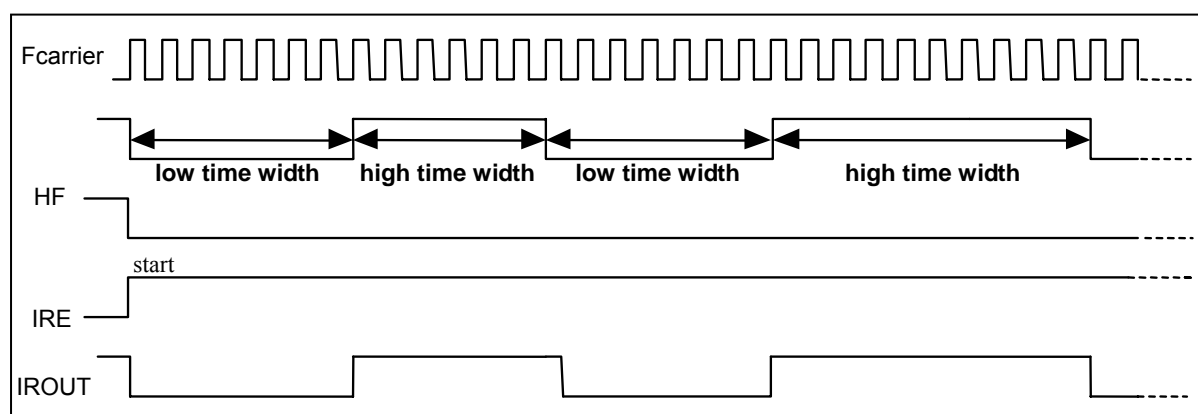 Fcarrier
low time width high time width low time width high time width
HF
start
IRE
IROUT